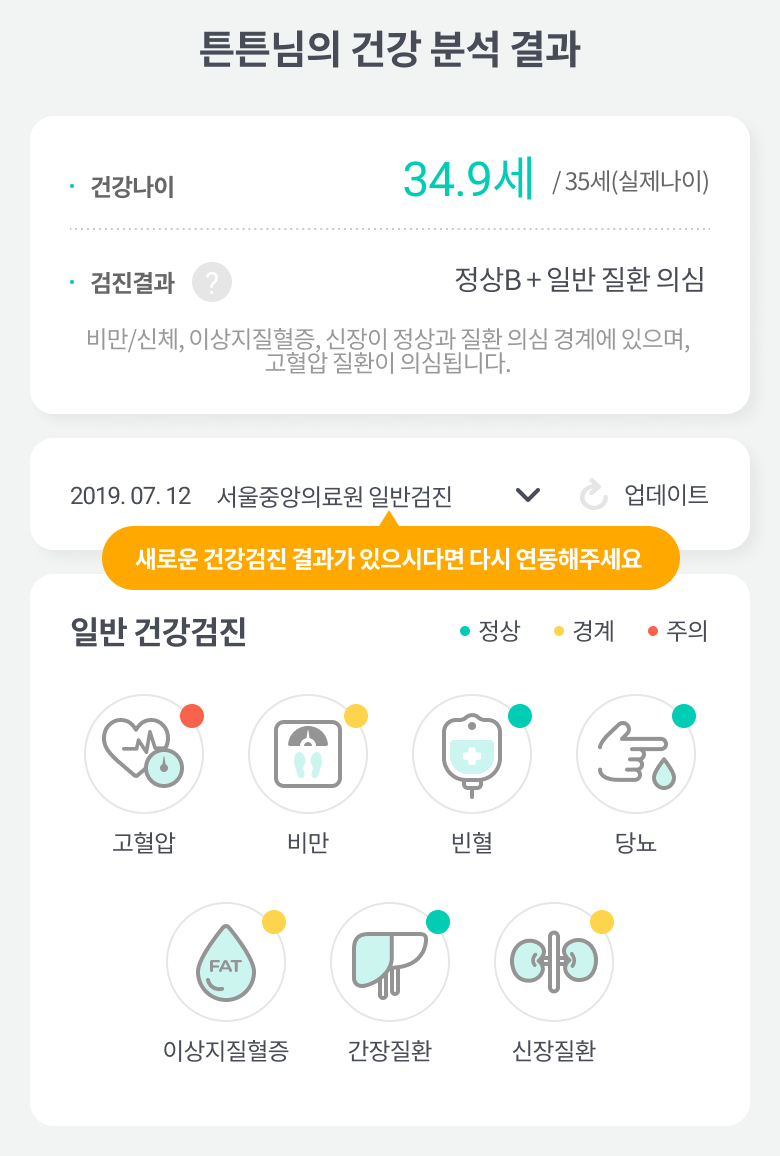 튼튼님의 건강 분석 결과
건강나이
34.9세 / 35세(실제나이)
검진결과 ?
정상B + 일반 질환 의심
비만/신체, 이상지질혈증, 신장이 정상과 질환 의심 경계에 있으며,
고혈압 질환이 의심됩니다.
2019. 07. 12 서울중앙의료원 일반검진 업데이트
새로운 건강검진 결과가 있으시다면 다시 연동해주세요
일반 건강검진
정상 경계 주의
고혈압 비만 빈혈 당뇨
FAT
이상지질혈증 간장질환 신장질환